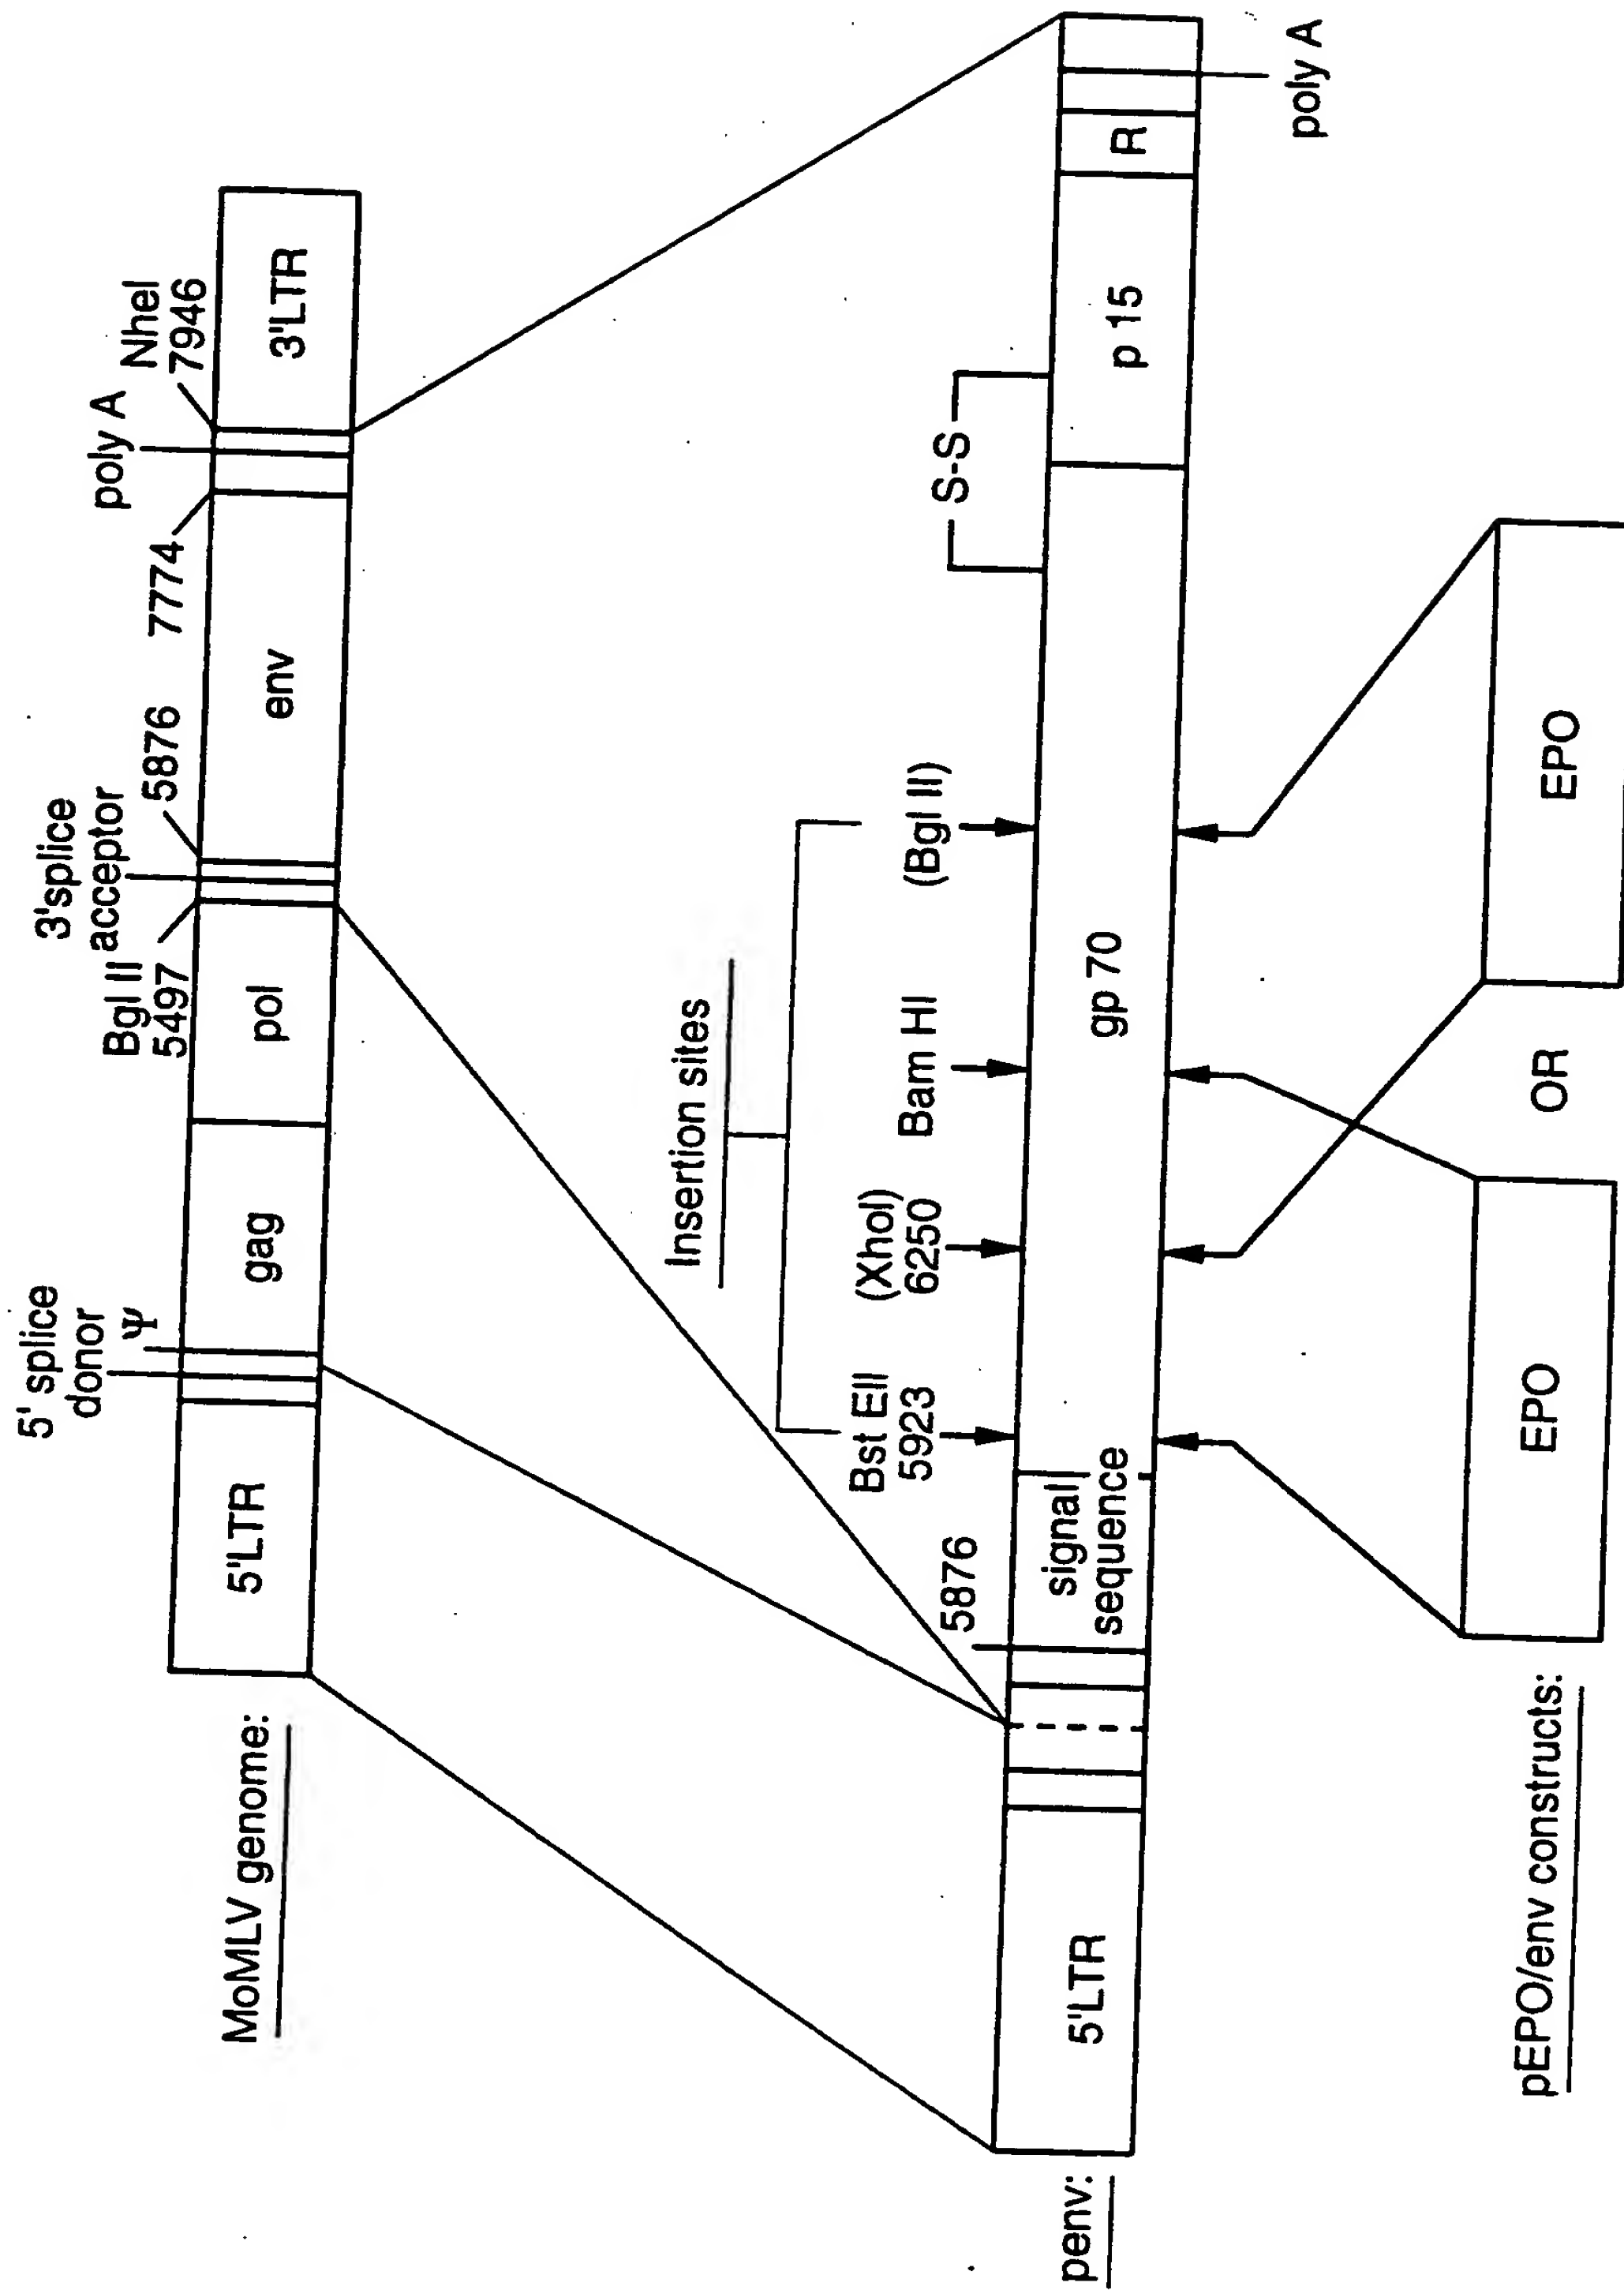 MoMLV genome:
5' splice
donor
Ψ
3'splice
acceptor
Bgl II
5497
5876
7774
poly A
NheI
7946
5'LTR
gag
pol
env
3'LTR
Insertion sites
Bst EII
5923
(XhoI)
6250
Bam HI
(Bgl II)
S-S
5876
penv:
5'LTR
signal
sequence
gp 70
p 15
R
poly A
pEPO/env constructs:
EPO
OR
EPO